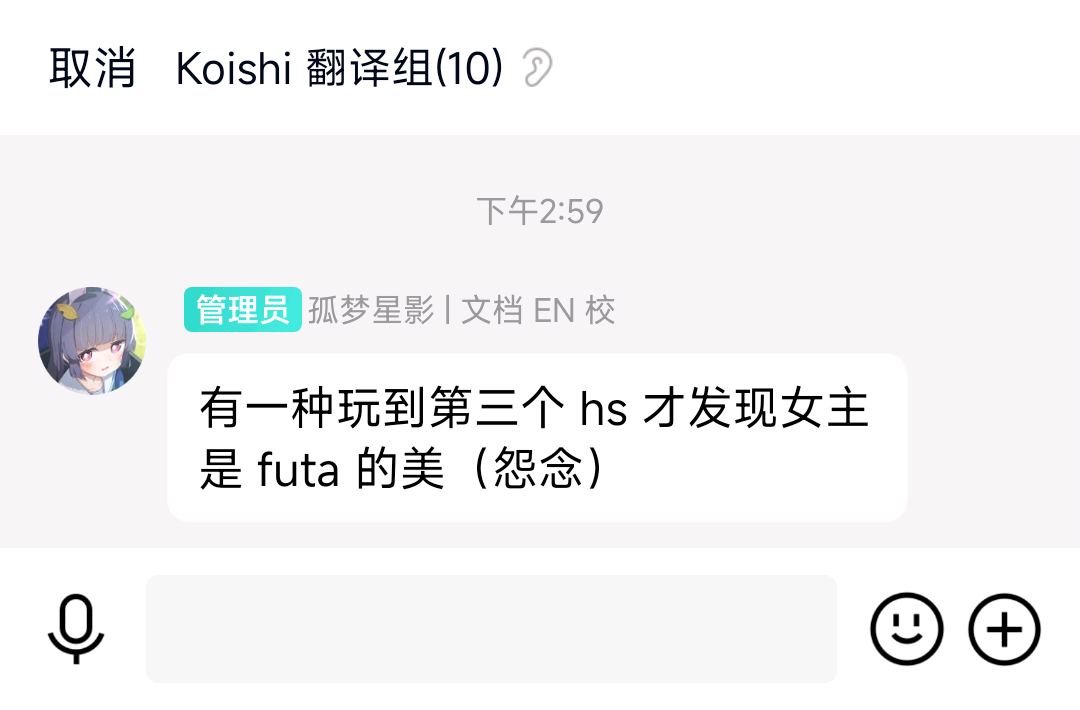 取消 Koishi 翻译组(10)
下午2:59
管理员 孤梦星影 | 文档 EN 校
有一种玩到第三个 hs 才发现女主
是 futa 的美（怨念）